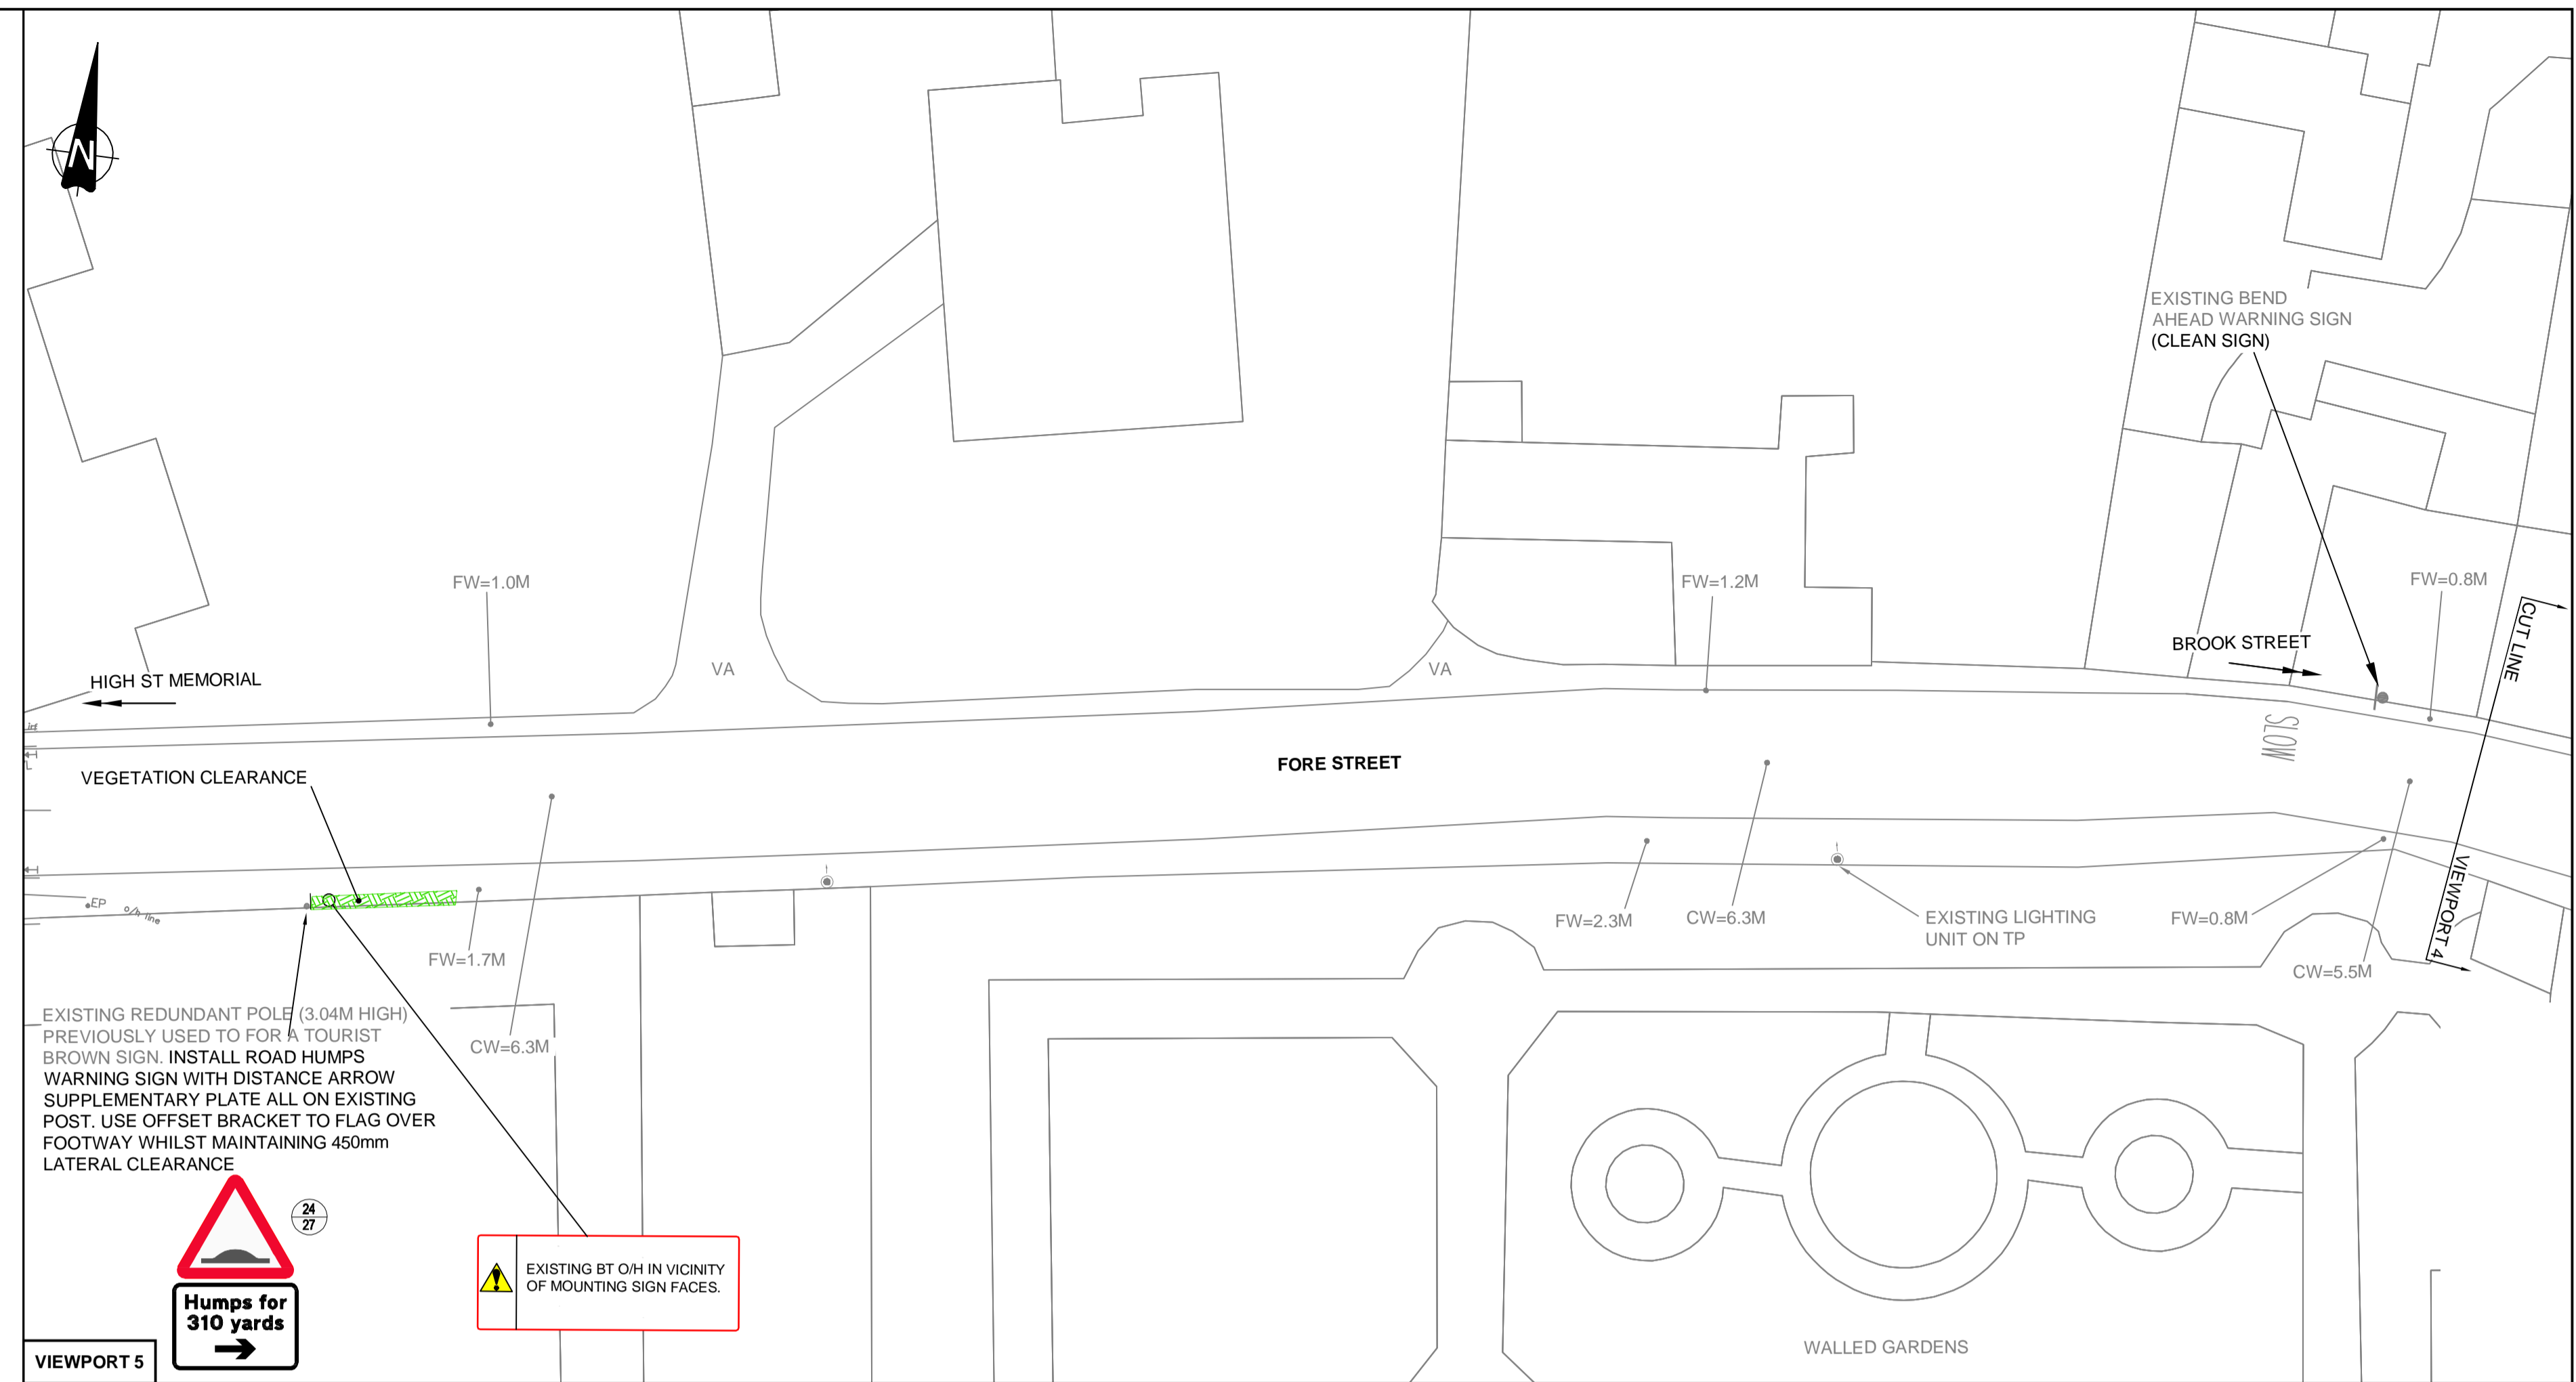 N
EXISTING BEND
AHEAD WARNING SIGN
(CLEAN SIGN)
FW=1.0M
FW=1.2M
FW=0.8M
CUT LINE
BROOK STREET
VA
VA
HIGH ST MEMORIAL
SLOW
FORE STREET
VEGETATION CLEARANCE
VIEWPORT 4
EP
o/h line
FW=2.3M
CW=6.3M
EXISTING LIGHTING
UNIT ON TP
FW=0.8M
FW=1.7M
CW=5.5M
CW=6.3M
EXISTING REDUNDANT POLE (3.04M HIGH)
PREVIOUSLY USED TO FOR A TOURIST
BROWN SIGN. INSTALL ROAD HUMPS
WARNING SIGN WITH DISTANCE ARROW
SUPPLEMENTARY PLATE ALL ON EXISTING
POST. USE OFFSET BRACKET TO FLAG OVER
FOOTWAY WHILST MAINTAINING 450mm
LATERAL CLEARANCE
24
27
EXISTING BT O/H IN VICINITY
OF MOUNTING SIGN FACES.
Humps for
310 yards
WALLED GARDENS
VIEWPORT 5